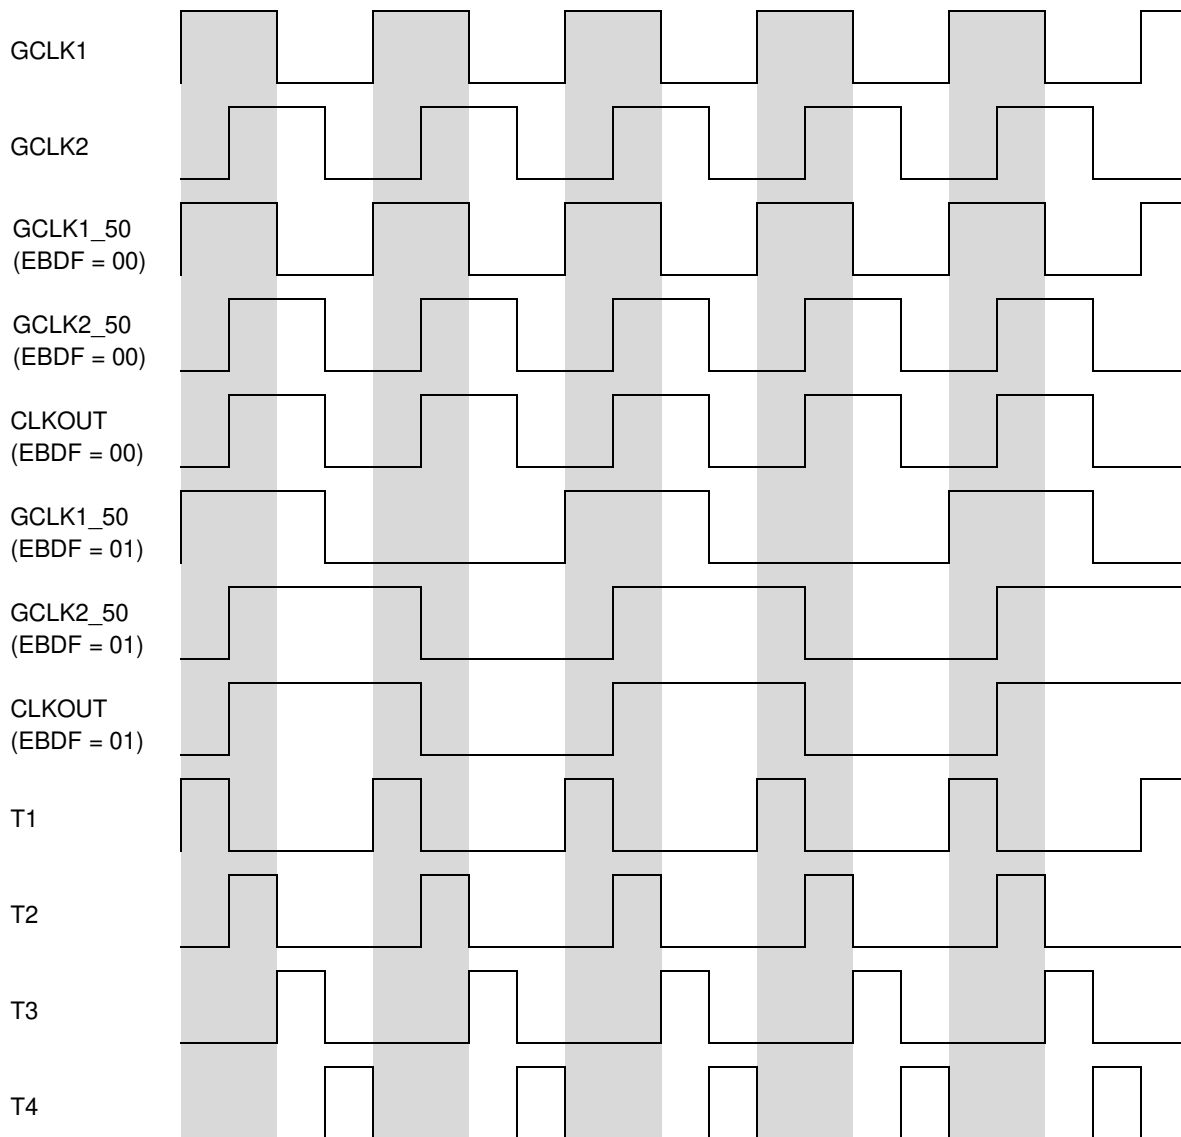 GCLK1
GCLK2
GCLK1_50
(EBDF = 00)
GCLK2_50
(EBDF = 00)
CLKOUT
(EBDF = 00)
GCLK1_50
(EBDF = 01)
GCLK2_50
(EBDF = 01)
CLKOUT
(EBDF = 01)
T1
T2
T3
T4